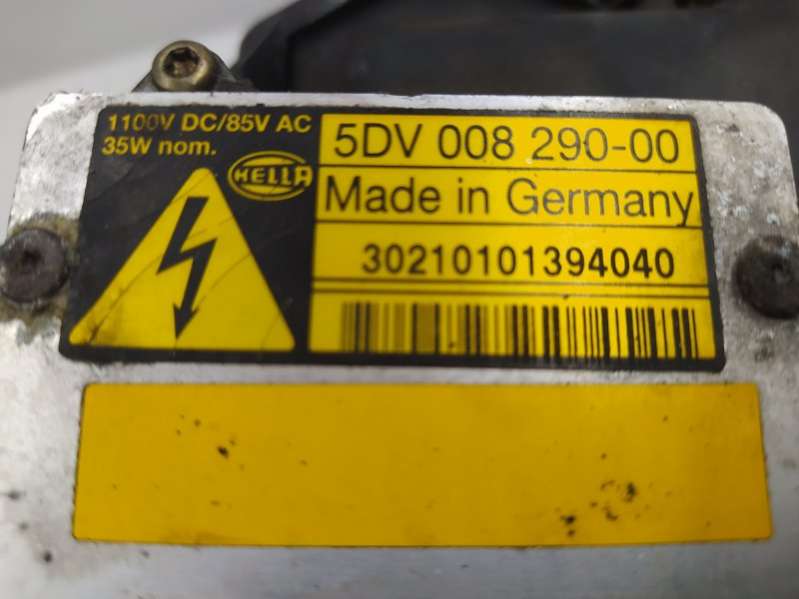 1100V DC/85V AC
35W nom.
HELLA
5DV 008 290-00
Made in Germany
30210101394040